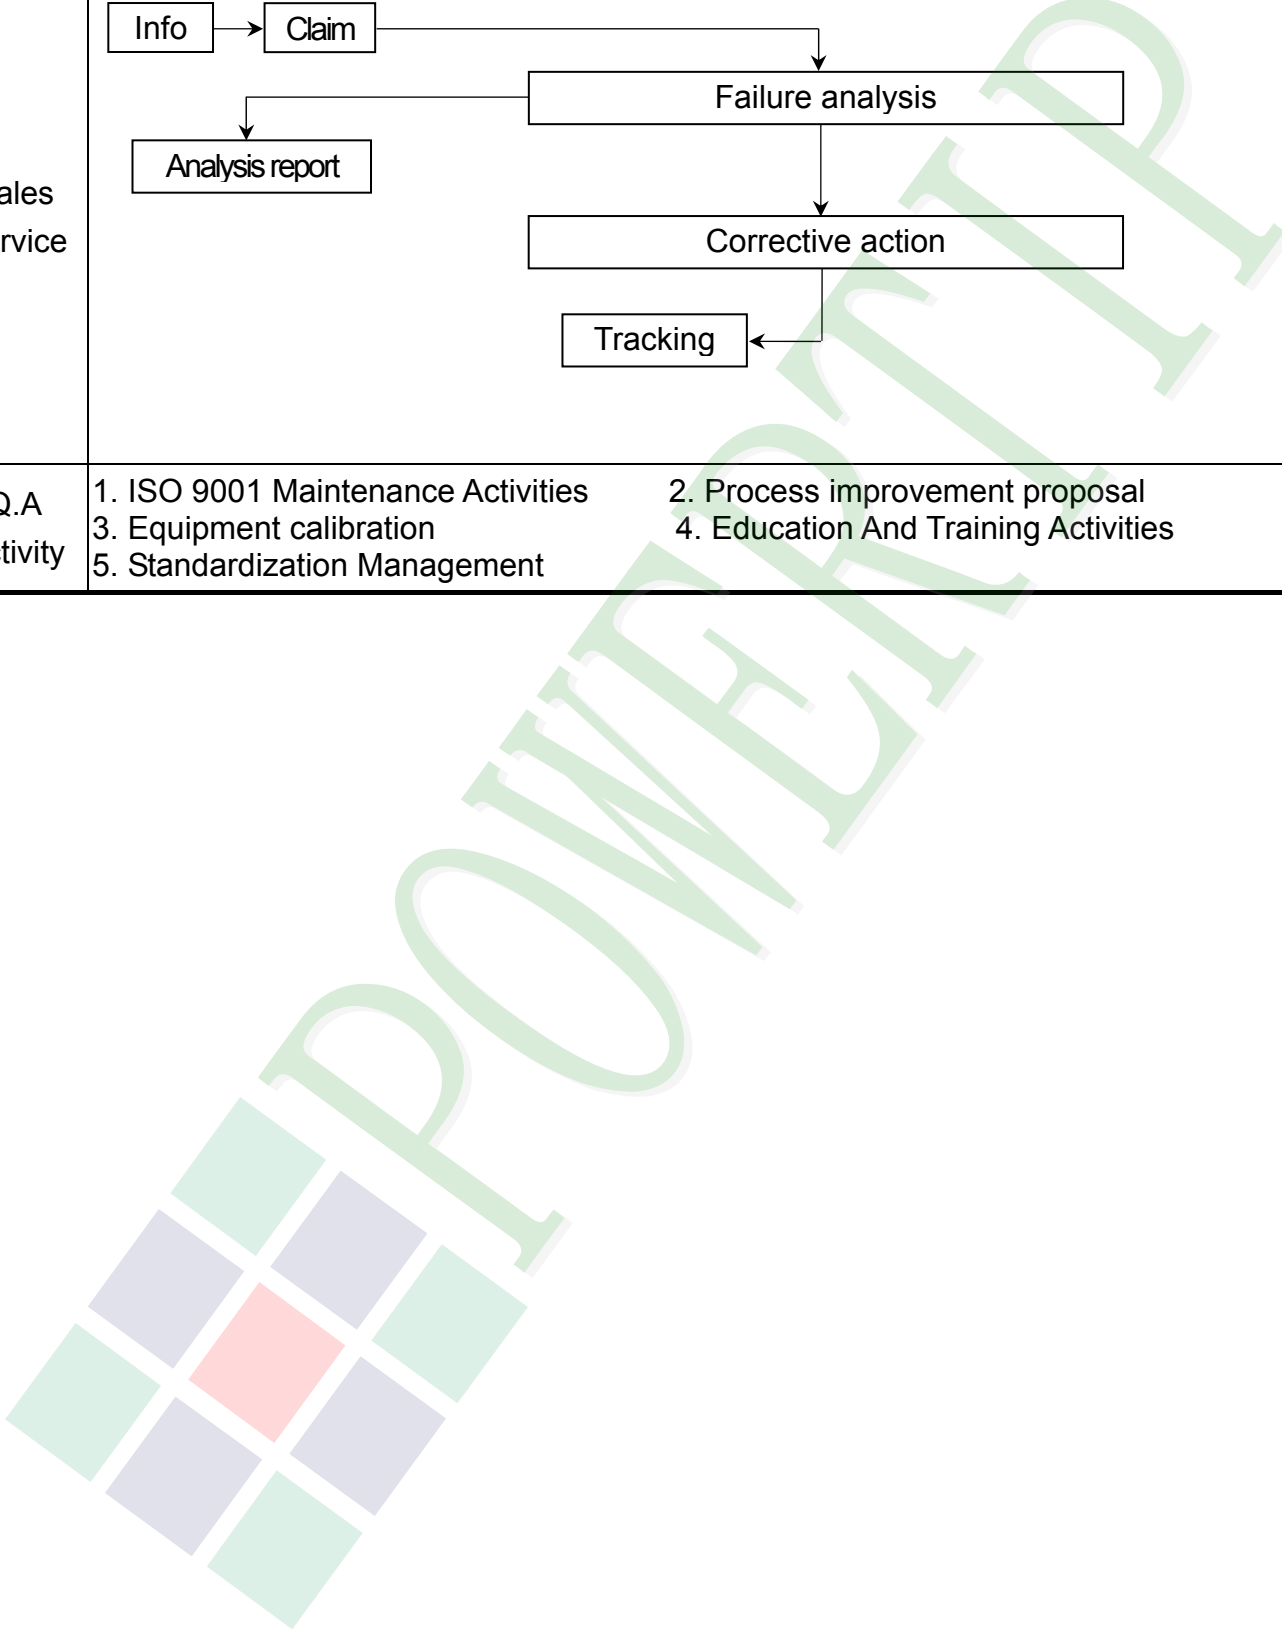 Info Claim
Failure analysis
Analysis report
ales
rvice
Corrective action
Tracking
Q.A
tivity
1. ISO 9001 Maintenance Activities 2. Process improvement proposal
3. Equipment calibration 4. Education And Training Activities
5. Standardization Management
POWERTIP